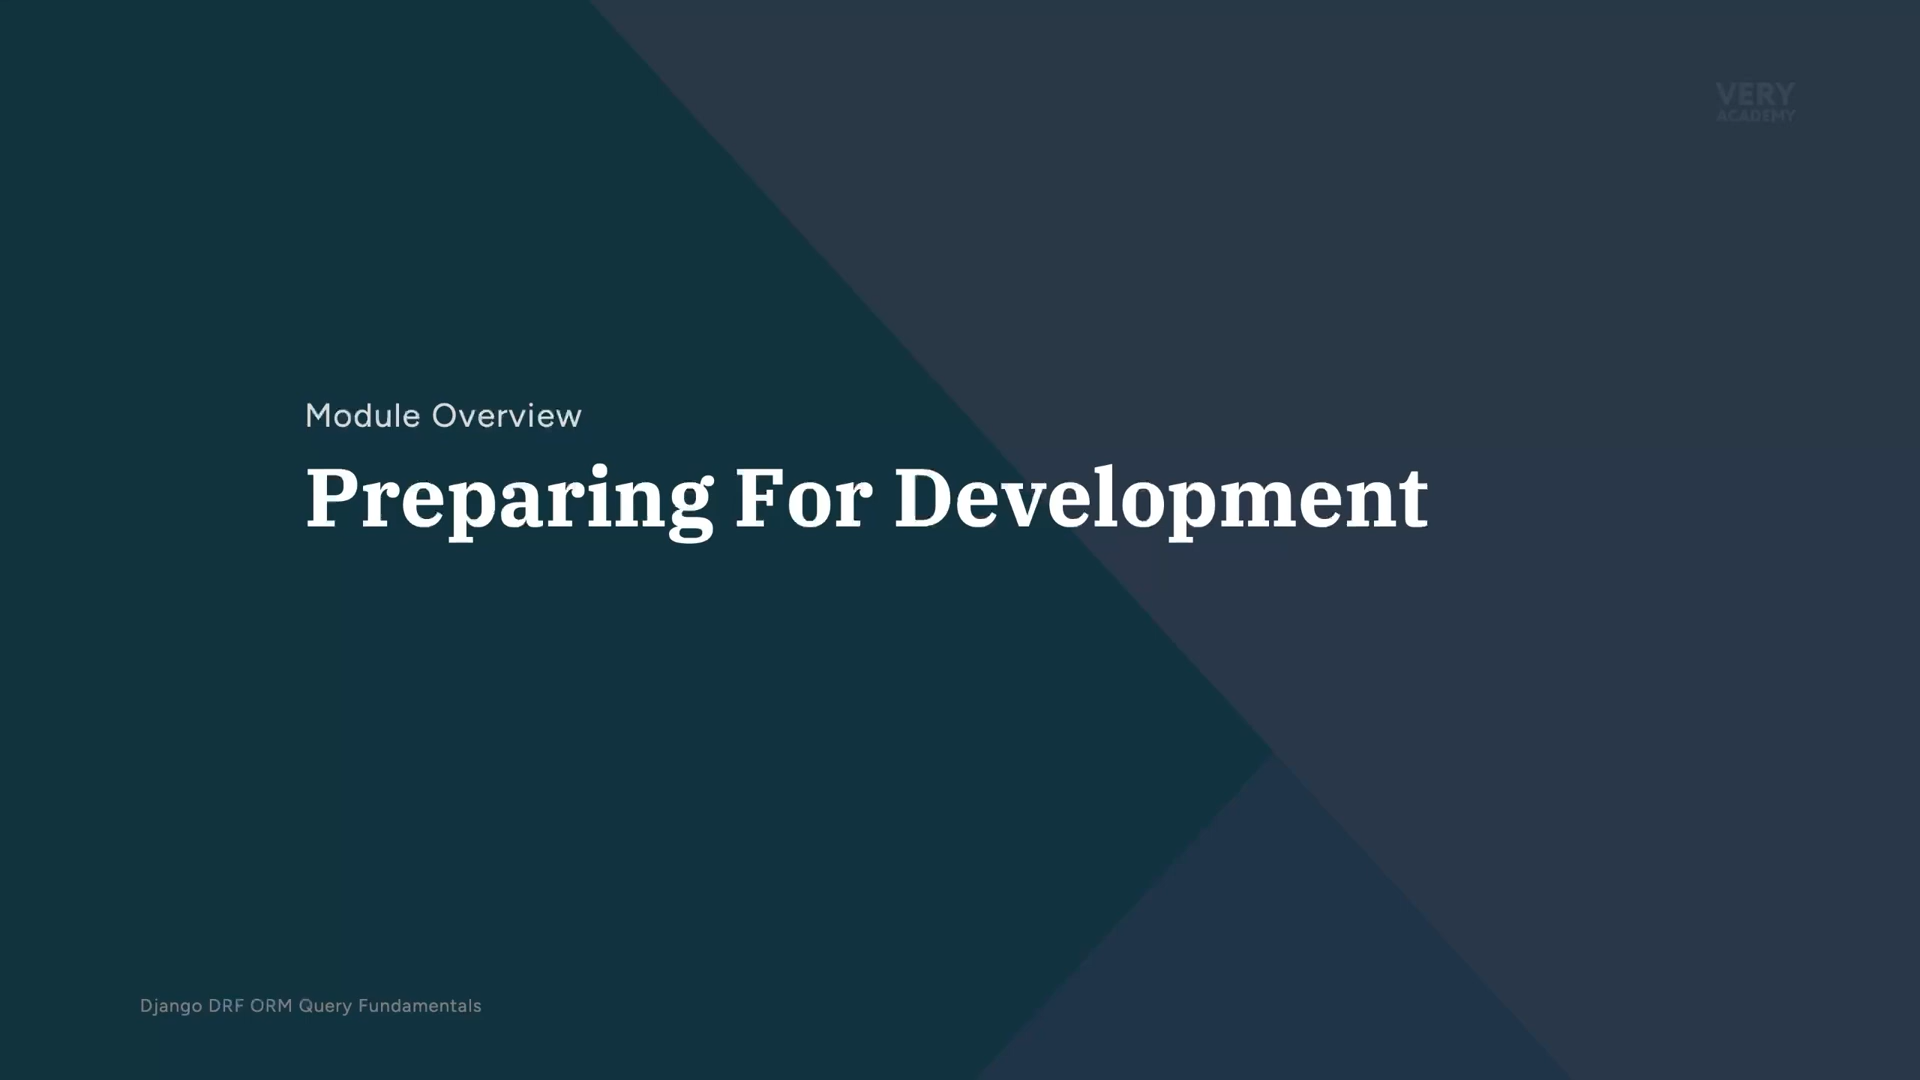 VERY
ACADEMY
Module Overview
Preparing For Development
Django DRF ORM Query Fundamentals